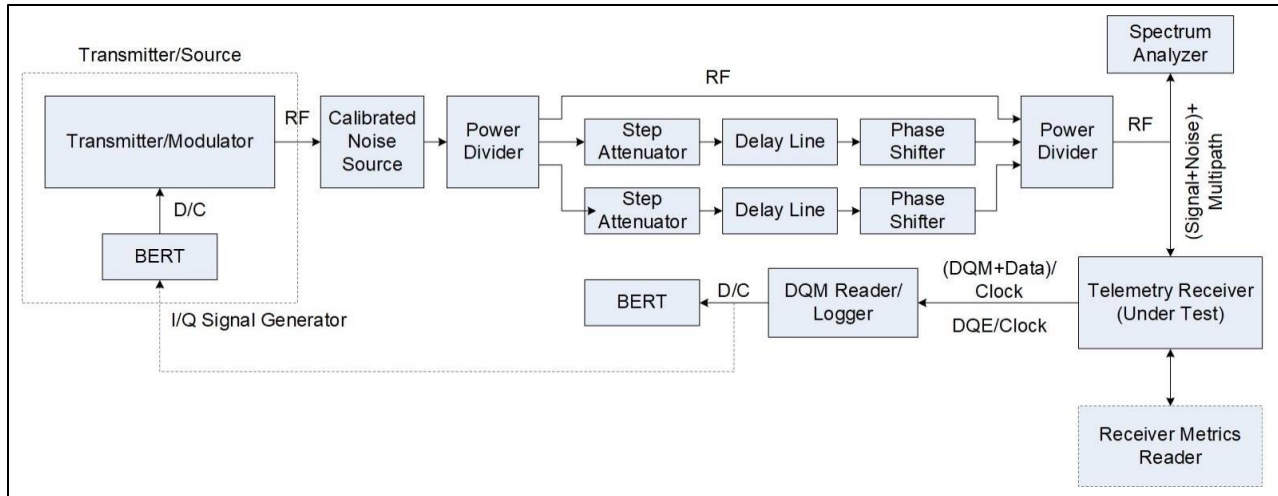 Transmitter/Source
Spectrum
Analyzer
Transmitter/Modulator
RF
Calibrated
Noise
Source
Power
Divider
RF
Step
Attenuator
Delay Line
Phase
Shifter
Step
Attenuator
Delay Line
Phase
Shifter
Power
Divider
RF
(Signal+Noise)+
Multipath
D/C
BERT
I/Q Signal Generator
BERT
D/C
DQM Reader/
Logger
(DQM+Data)/
Clock
DQE/Clock
Telemetry Receiver
(Under Test)
Receiver Metrics
Reader